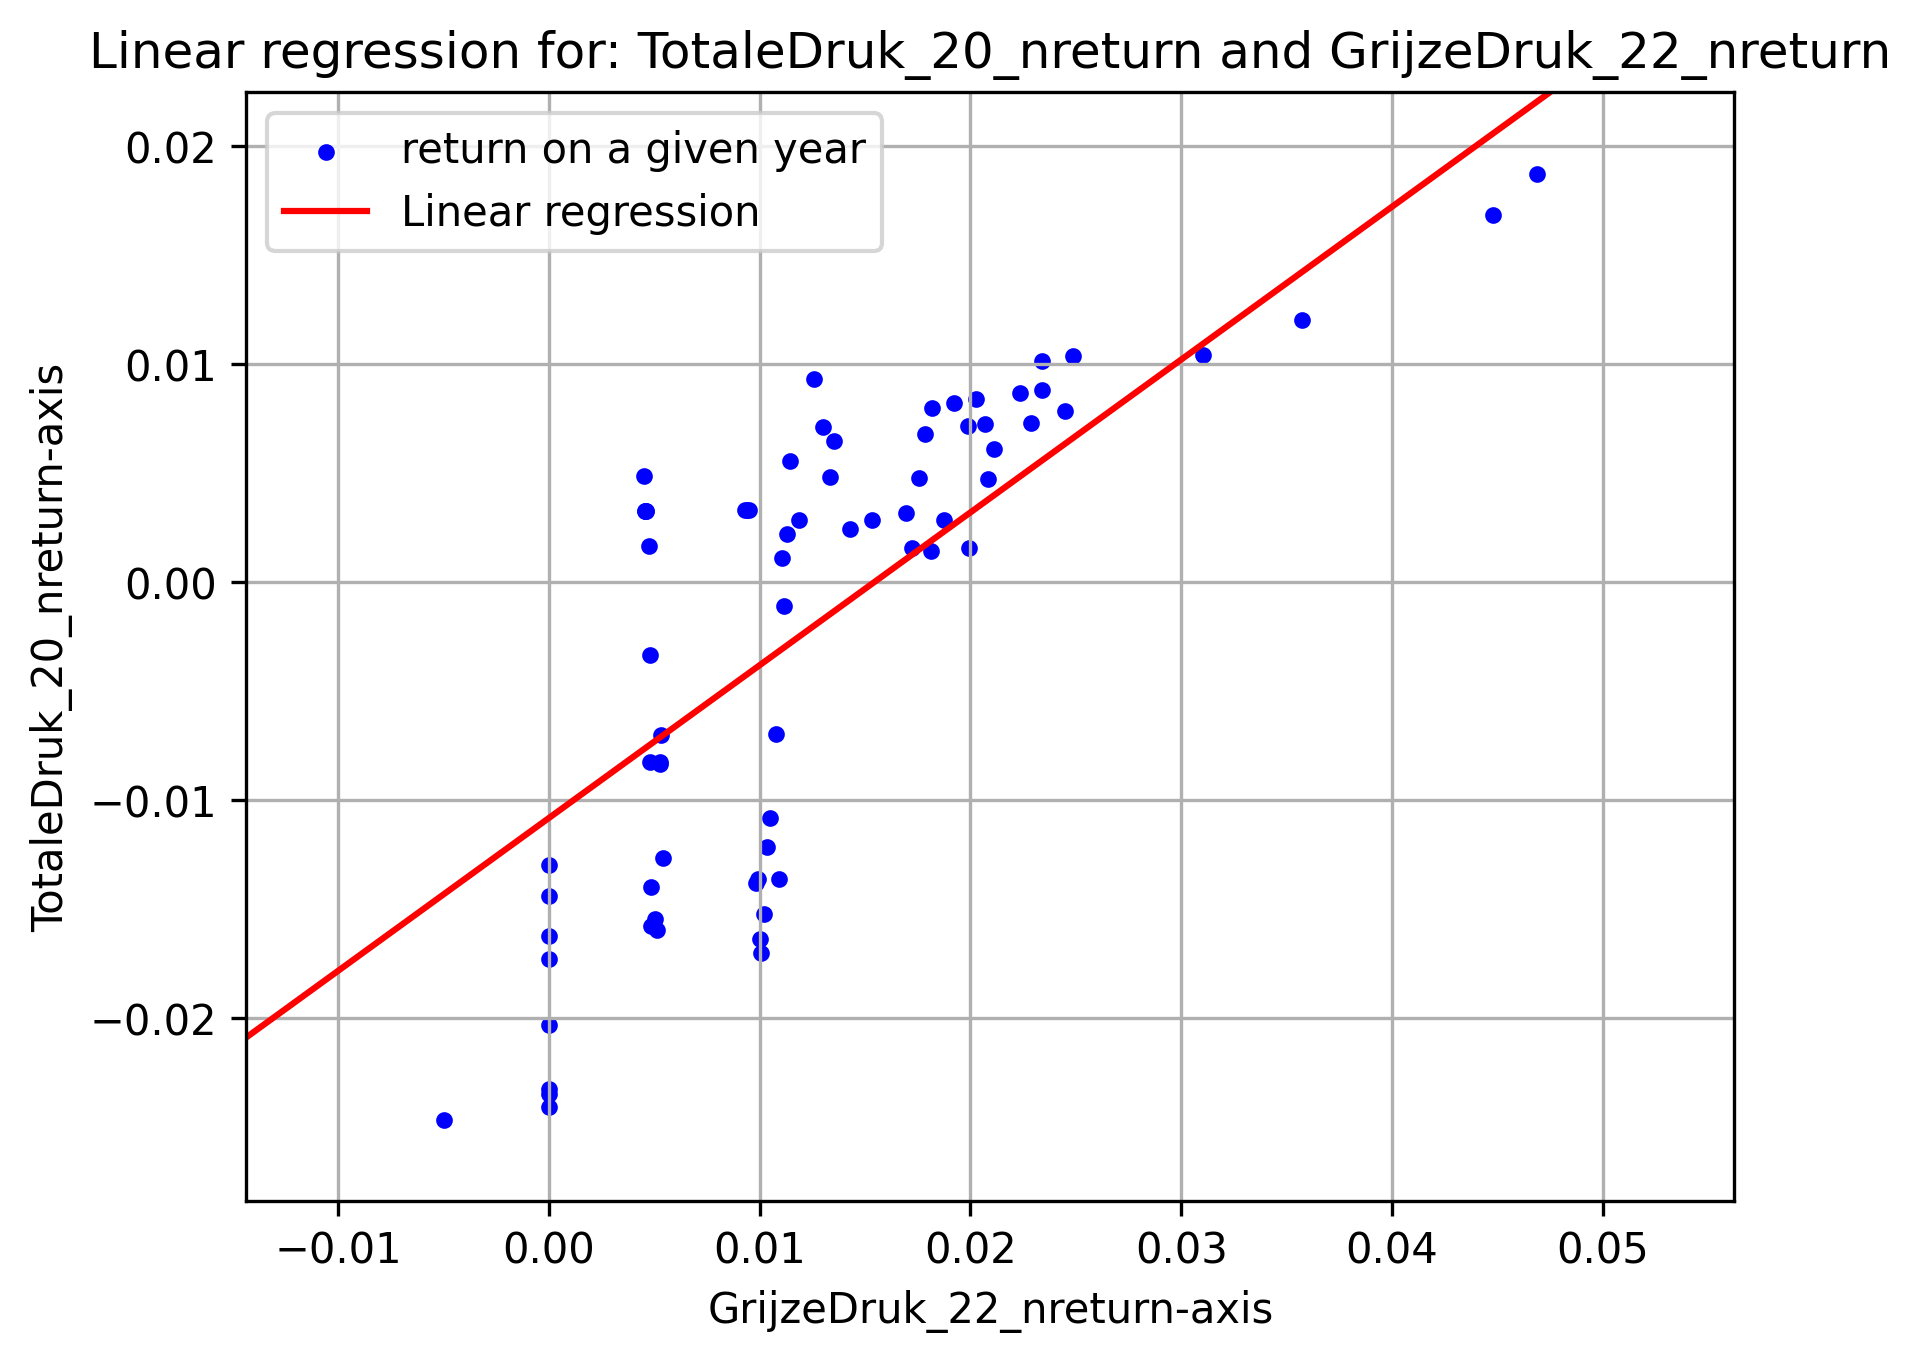 Linear regression for: TotaleDruk_20_nreturn and GrijzeDruk_22_nreturn
return on a given year
Linear regression
0.02
0.01
0.00
−0.01
−0.02
TotaleDruk_20_nreturn-axis
−0.01 0.00 0.01 0.02 0.03 0.04 0.05
GrijzeDruk_22_nreturn-axis